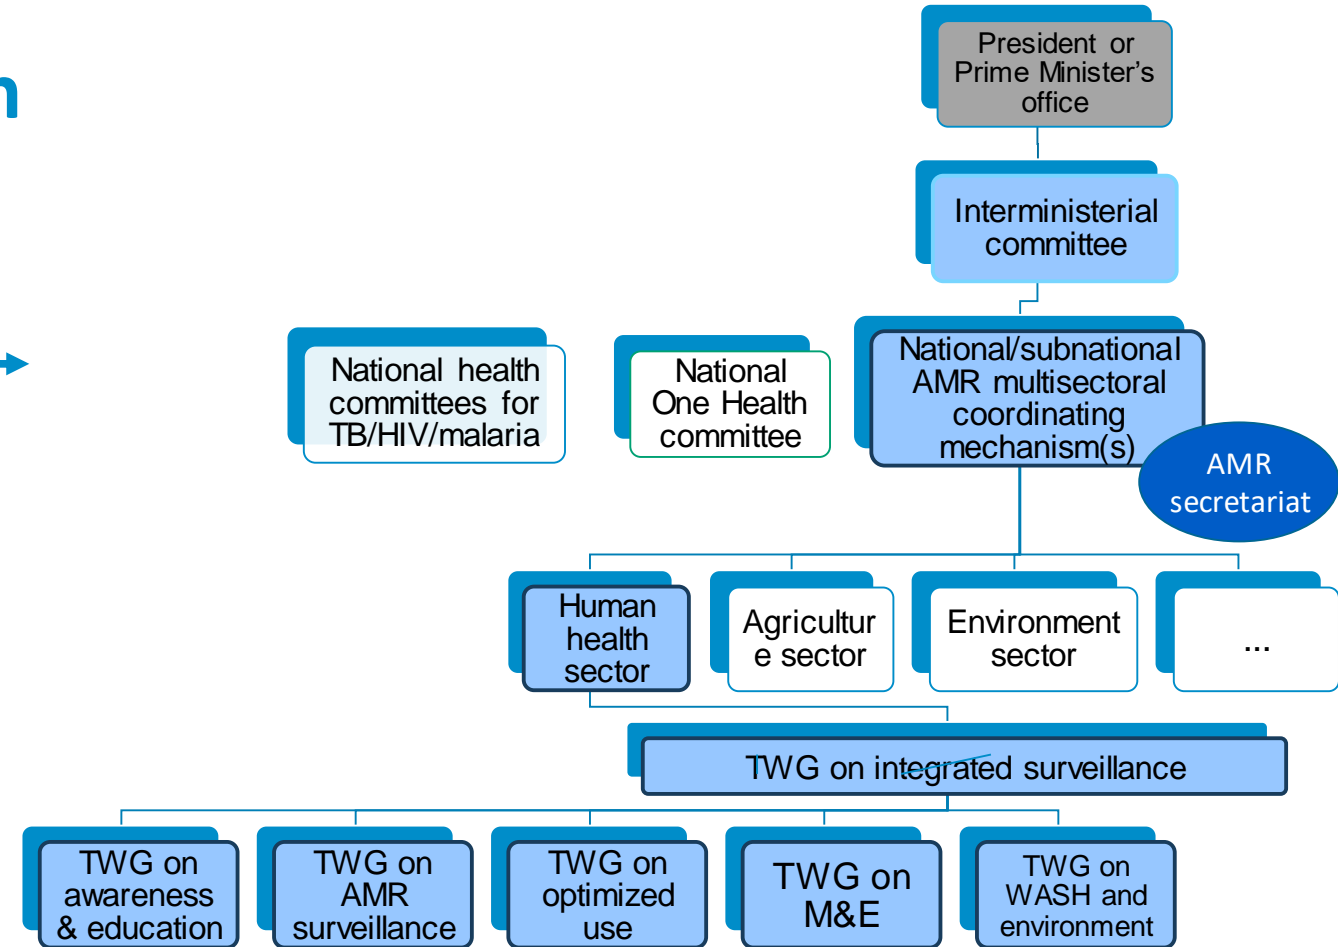 n
President or
Prime Minister's
office
Interministerial
committee
National health
committees for
TB/HIV/malaria
National
One Health
committee
National/subnational
AMR multisectoral
coordinating
mechanism(s)
AMR
secretariat
Human
health
sector
Agricultur
e sector
Environment
sector
...
TWG on integrated surveillance
TWG on
awareness
& education
TWG on
AMR
surveillance
TWG on
optimized
use
TWG on
M&E
TWG on
WASH and
environment